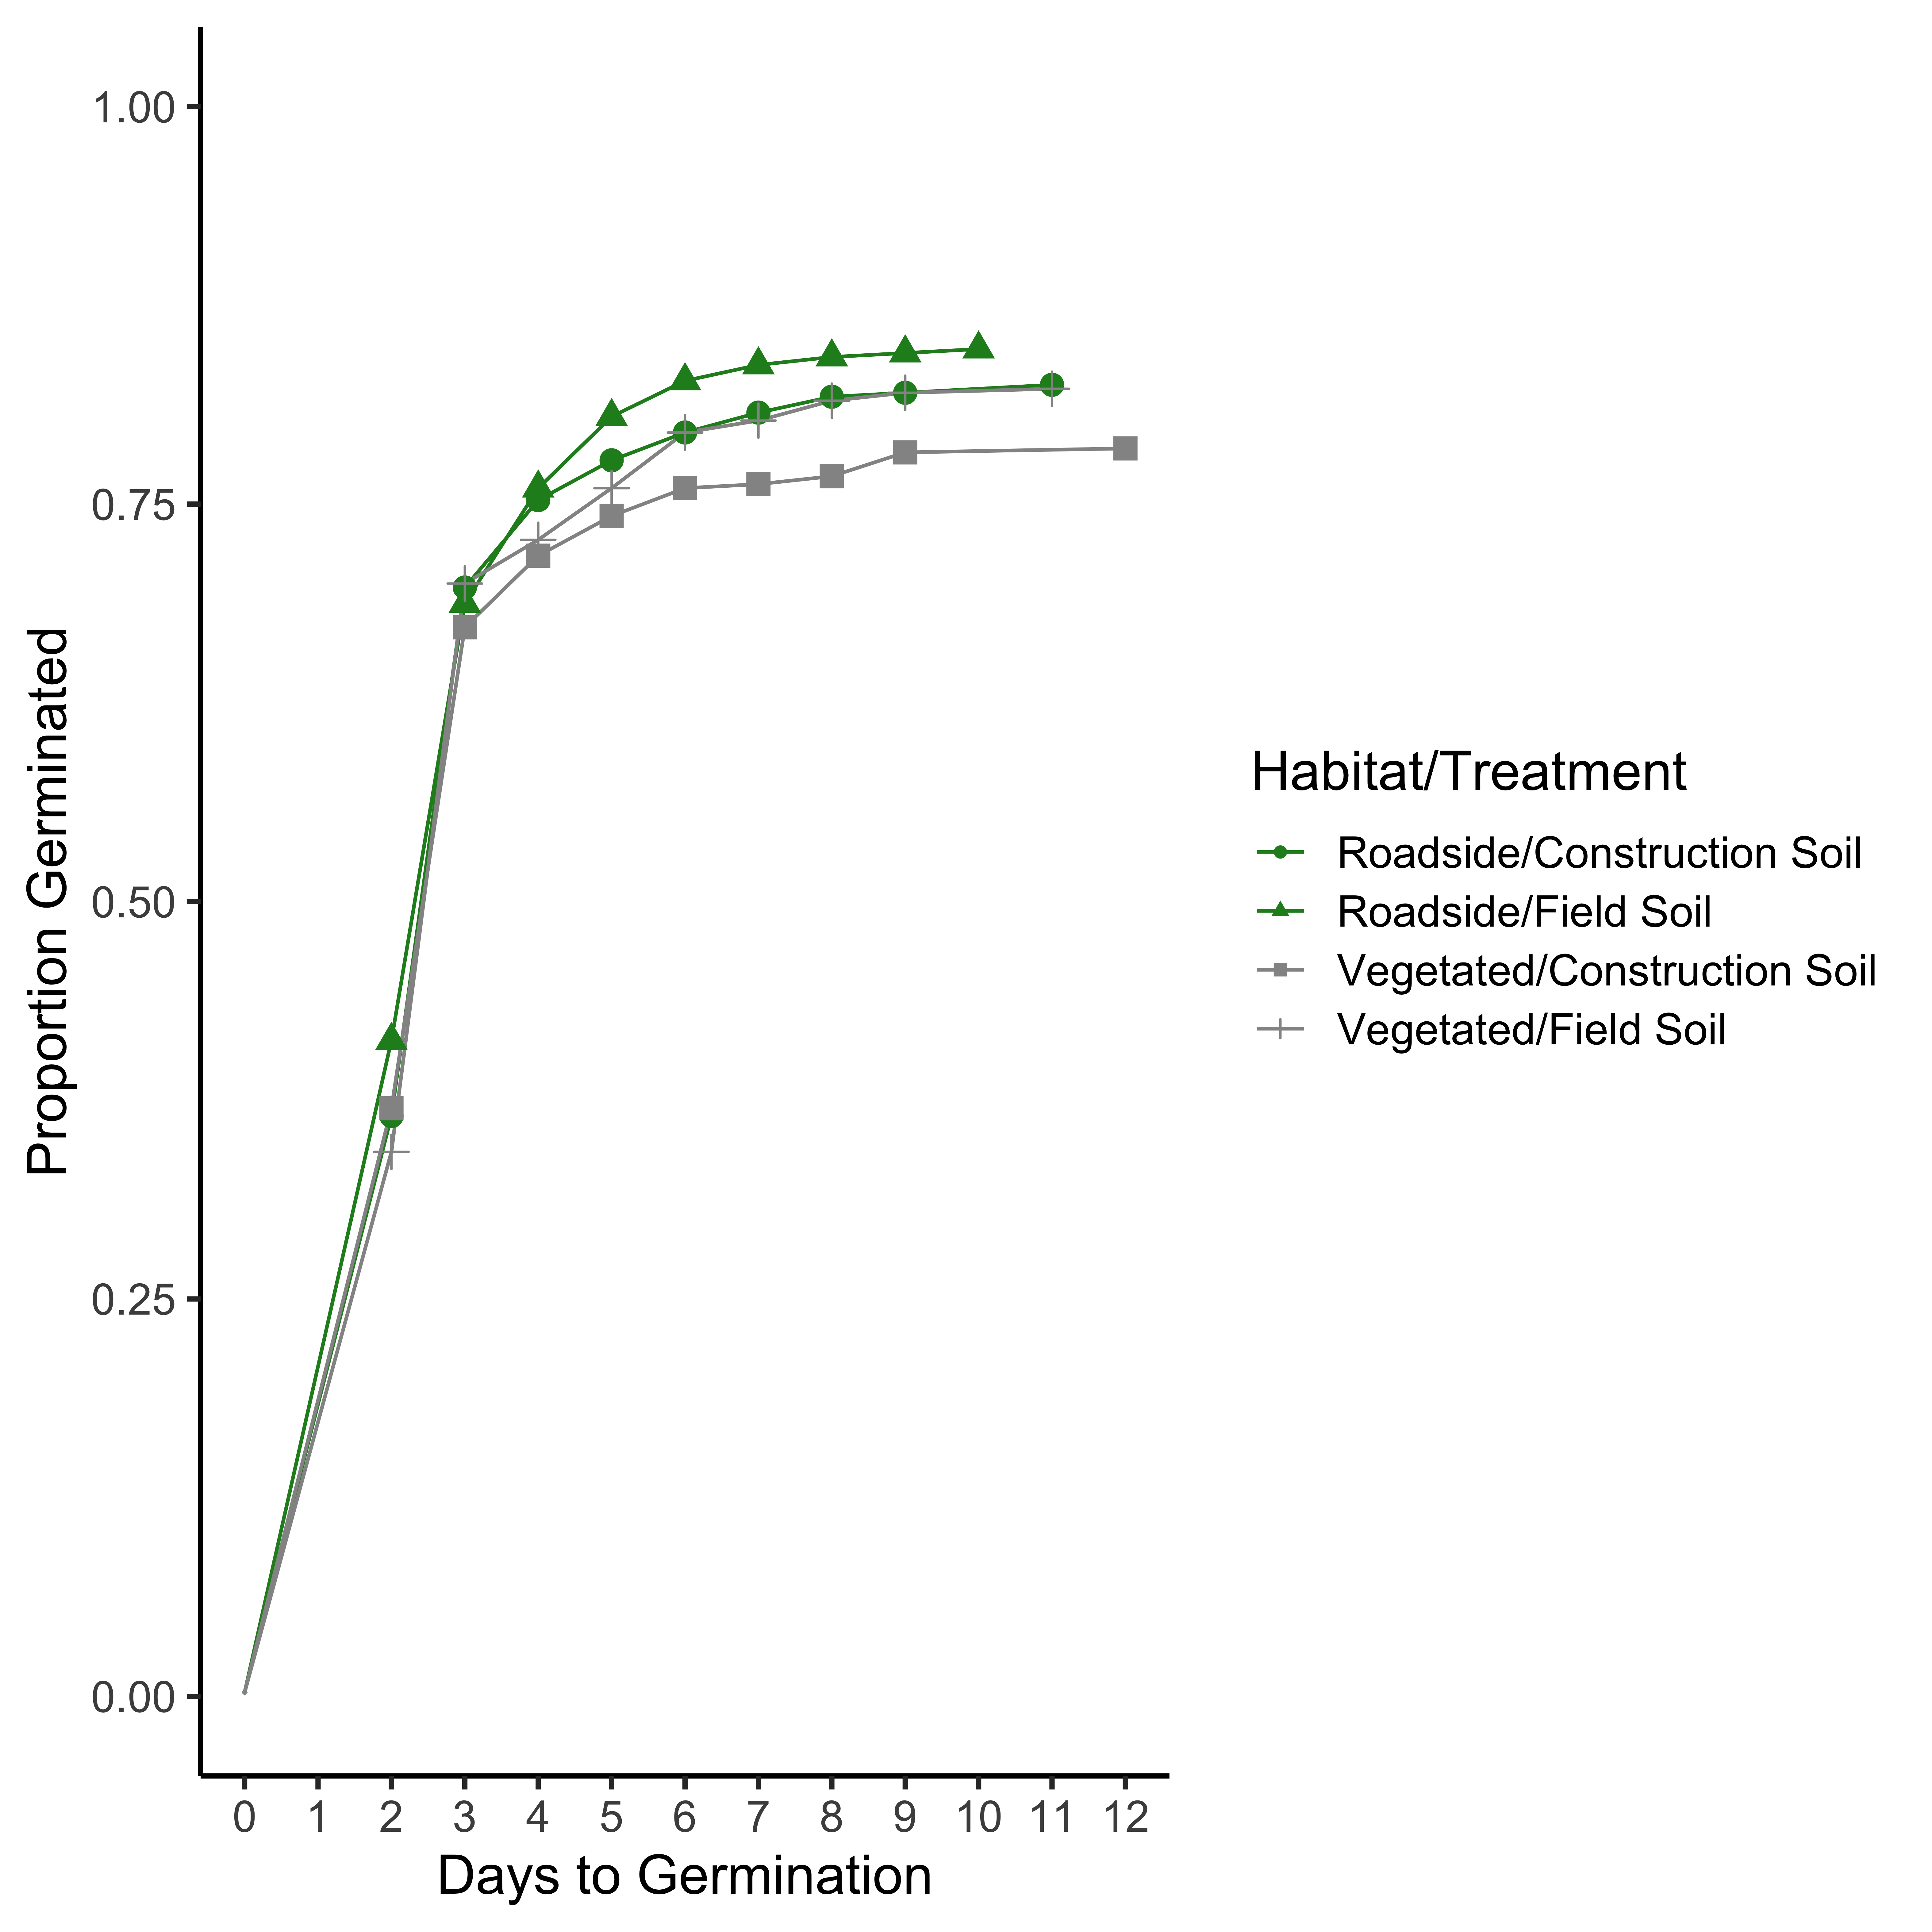 1.00
0.75
0.50
0.25
0.00
Proportion Germinated
0 1 2 3 4 5 6 7 8 9 10 11 12
Days to Germination
Habitat/Treatment
Roadside/Construction Soil
Roadside/Field Soil
Vegetated/Construction Soil
Vegetated/Field Soil